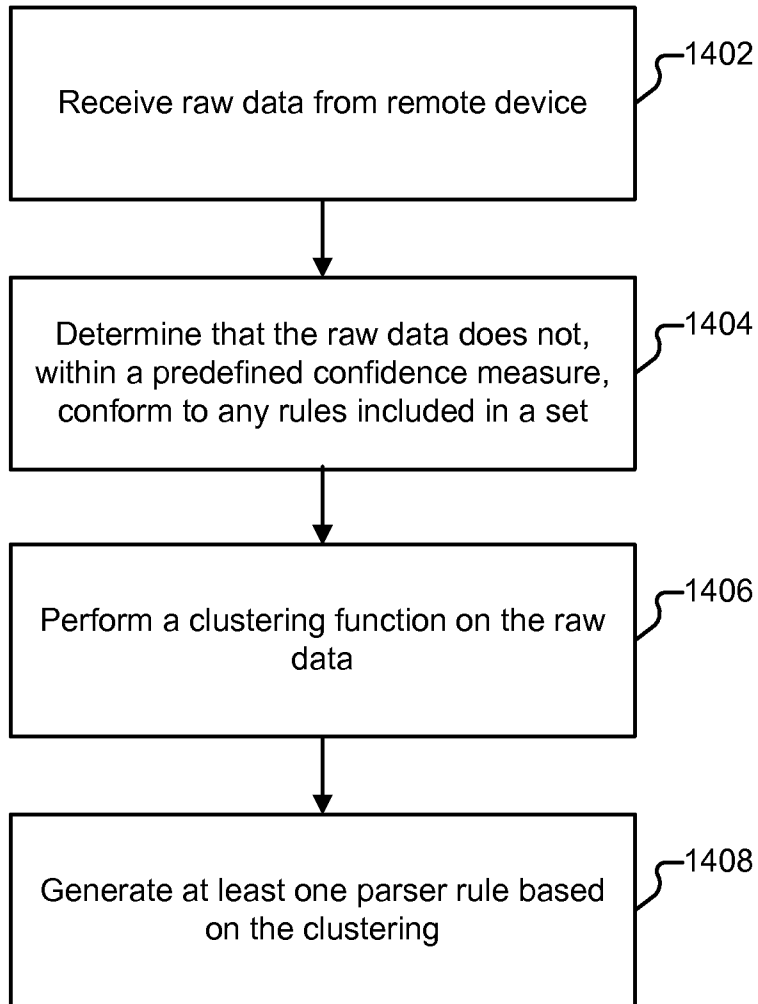 1402
Receive raw data from remote device
1404
Determine that the raw data does not,
within a predefined confidence measure,
conform to any rules included in a set
1406
Perform a clustering function on the raw
data
1408
Generate at least one parser rule based
on the clustering